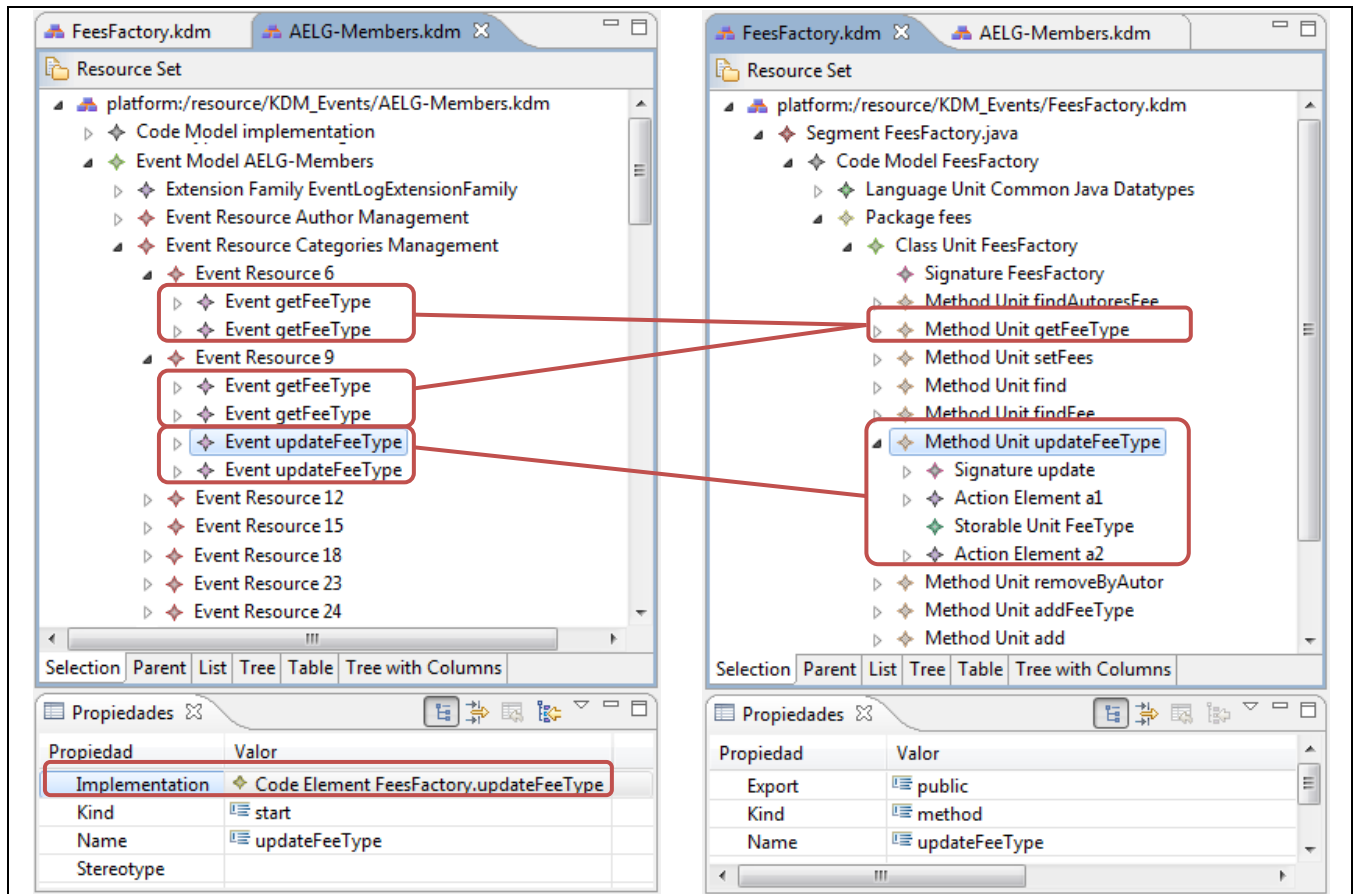 FeesFactory.kdm
AELG-Members.kdm
Resource Set
platform:/resource/KDM_Events/AELG-Members.kdm
Code Model implementation
Event Model AELG-Members
Extension Family EventLogExtensionFamily
Event Resource Author Management
Event Resource Categories Management
Event Resource 6
Event getFeeType
Event getFeeType
Event Resource 9
Event getFeeType
Event getFeeType
Event updateFeeType
Event updateFeeType
Event Resource 12
Event Resource 15
Event Resource 18
Event Resource 23
Event Resource 24
Selection Parent List Tree Table Tree with Columns
Propiedades
Propiedad Valor
Implementation Code Element FeesFactory.updateFeeType
Kind start
Name updateFeeType
Stereotype
FeesFactory.kdm
AELG-Members.kdm
Resource Set
platform:/resource/KDM_Events/FeesFactory.kdm
Segment FeesFactory.java
Code Model FeesFactory
Language Unit Common Java Datatypes
Package fees
Class Unit FeesFactory
Signature FeesFactory
Method Unit findAutoresFee
Method Unit getFeeType
Method Unit setFees
Method Unit find
Method Unit findFee
Method Unit updateFeeType
Signature update
Action Element a1
Storable Unit FeeType
Action Element a2
Method Unit removeByAutor
Method Unit addFeeType
Method Unit add
Selection Parent List Tree Table Tree with Columns
Propiedades
Propiedad Valor
Export public
Kind method
Name updateFeeType